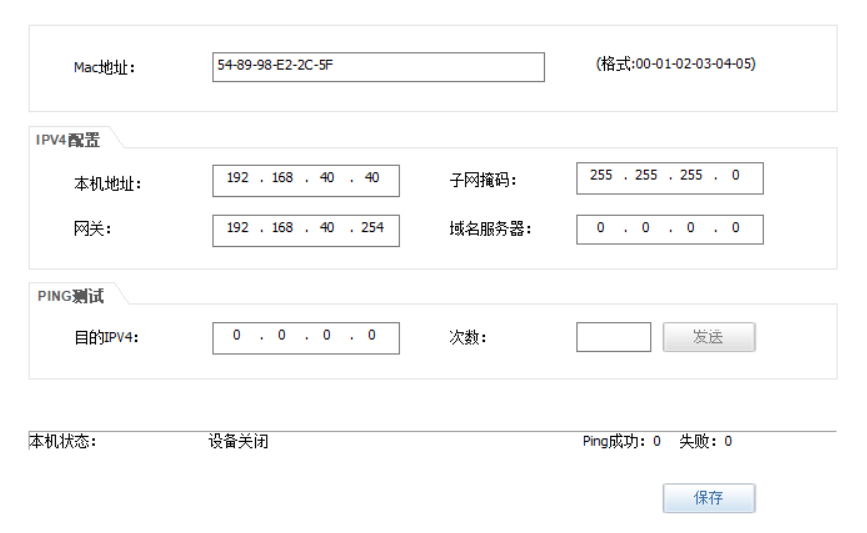 Mac地址： 54-89-98-E2-2C-5F (格式:00-01-02-03-04-05)
IPV4配置
本机地址： 192 . 168 . 40 . 40 子网掩码： 255 . 255 . 255 . 0
网关： 192 . 168 . 40 . 254 域名服务器： 0 . 0 . 0 . 0
PING测试
目的IPV4： 0 . 0 . 0 . 0 次数： 发送
本机状态： 设备关闭 Ping成功：0 失败：0
保存